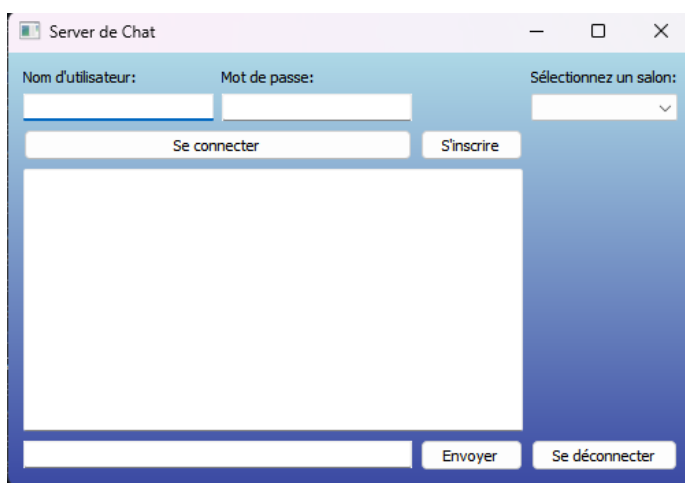 Server de Chat
Nom d'utilisateur: Mot de passe: Sélectionnez un salon:
Se connecter S'inscrire
Envoyer Se déconnecter